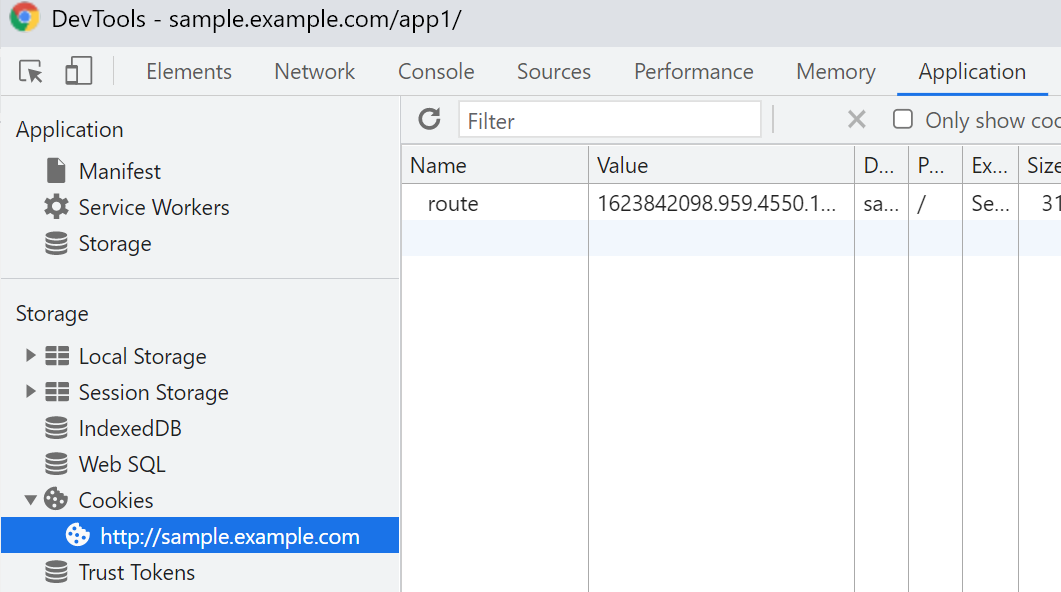 DevTools - sample.example.com/app1/
Elements Network Console Sources Performance Memory Application
Application
Manifest
Service Workers
Storage
Storage
Local Storage
Session Storage
IndexedDB
Web SQL
Cookies
http://sample.example.com
Trust Tokens
Filter Only show coo
Name Value D... P... Ex... Size
route 1623842098.959.4550.1... sa... / Se... 31